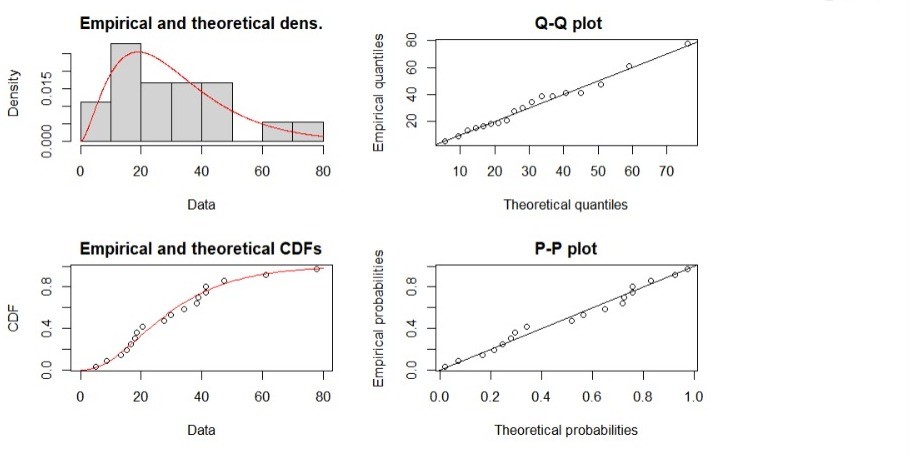 Empirical and theoretical dens.
Density
0.015
0.000
0 20 40 60 80
Data
Q-Q plot
Empirical quantiles
80
60
40
20
10 20 30 40 50 60 70
Theoretical quantiles
Empirical and theoretical CDFs
CDF
0.8
0.4
0.0
0 20 40 60 80
Data
P-P plot
Empirical probabilities
0.8
0.4
0.0
0.0 0.2 0.4 0.6 0.8 1.0
Theoretical probabilities